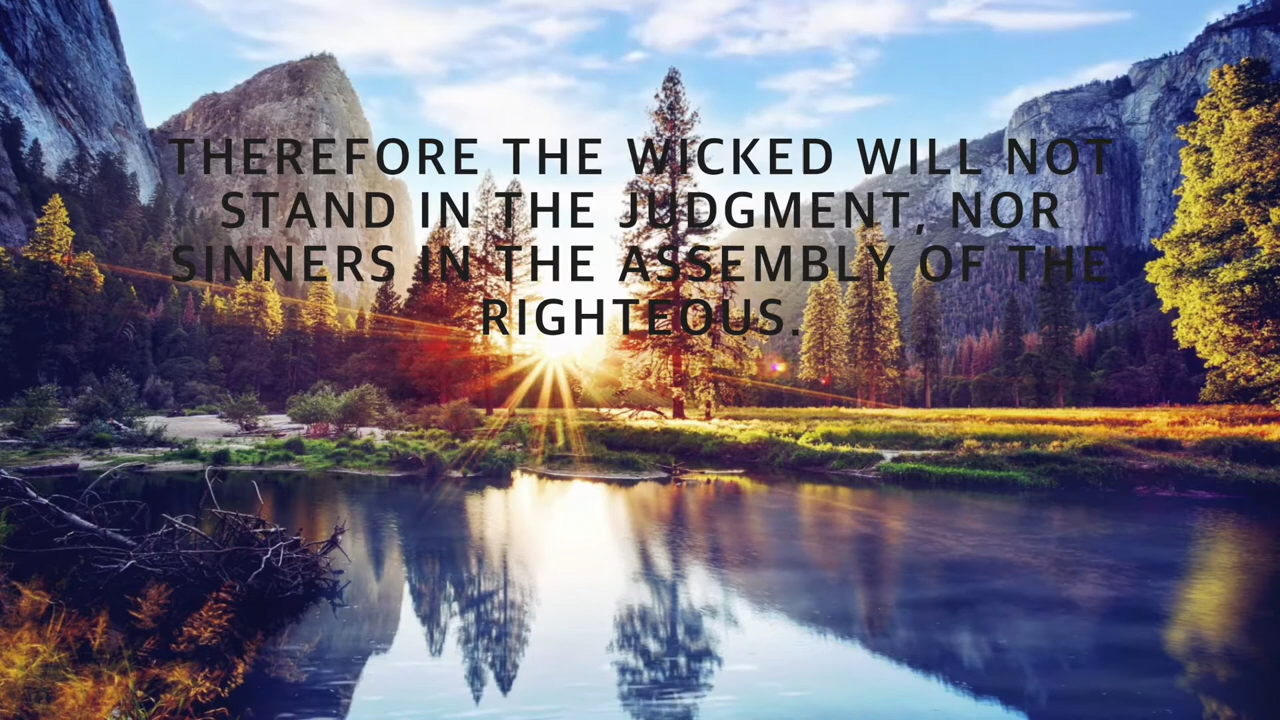 THEREFORE THE WICKED WILL NOT
STAND IN THE JUDGMENT, NOR
SINNERS IN THE ASSEMBLY OF THE
RIGHTEOUS.